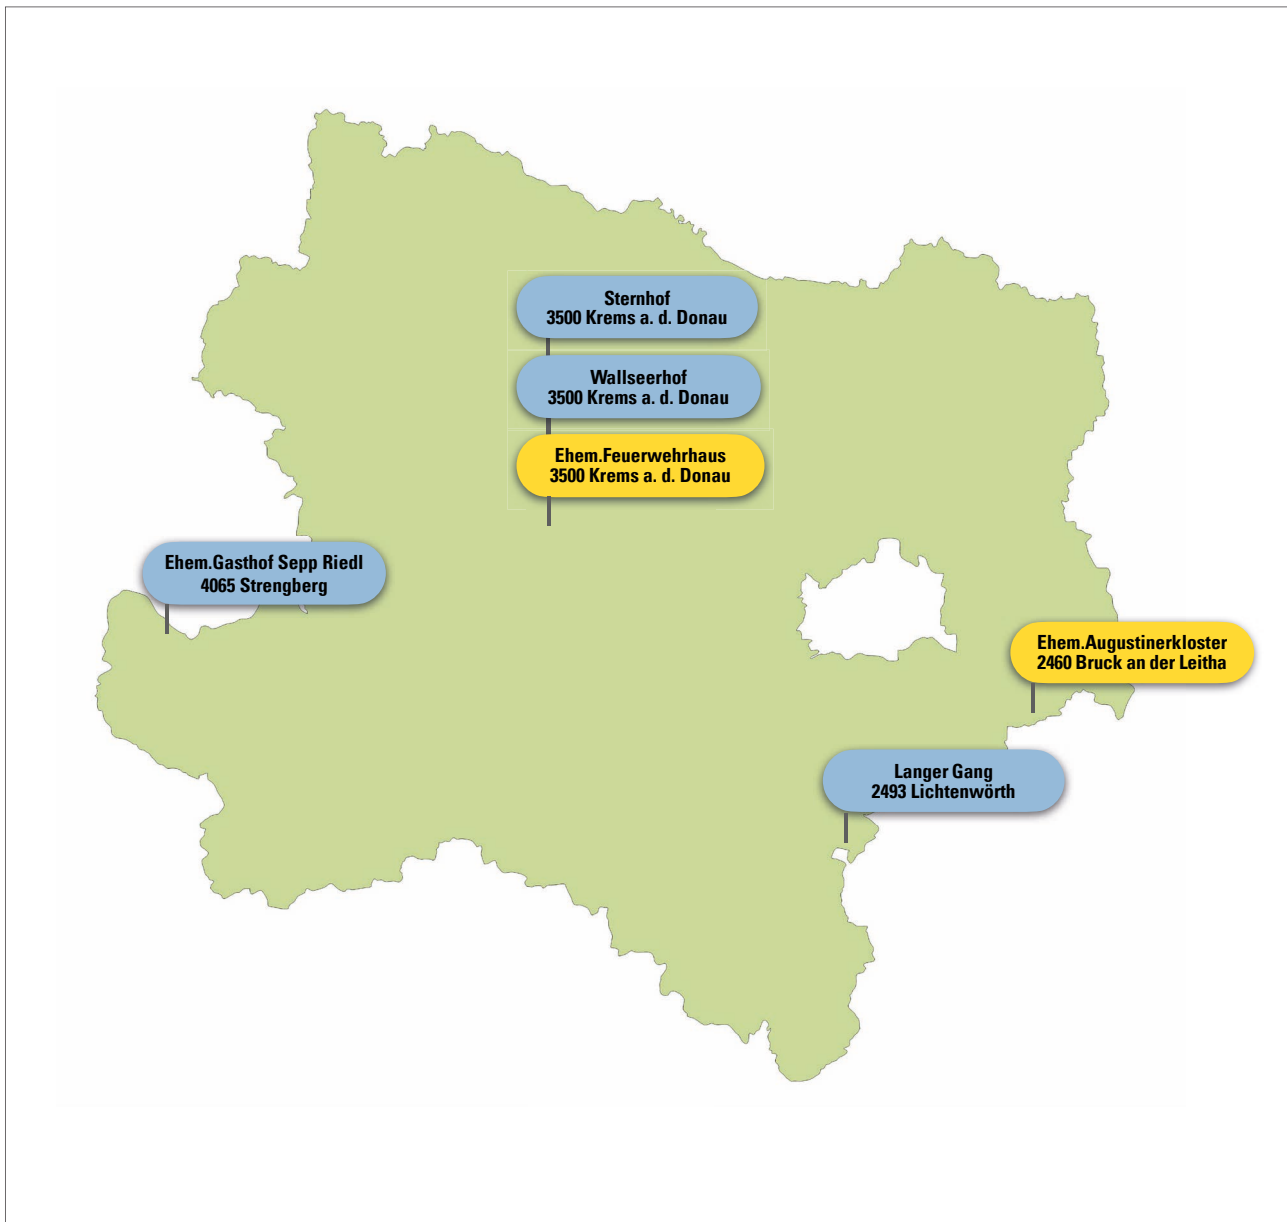 Sternhof
3500 Krems a. d. Donau
Wallseerhof
3500 Krems a. d. Donau
Ehem.Feuerwehrhaus
3500 Krems a. d. Donau
Ehem.Gasthof Sepp Riedl
4065 Strengberg
Ehem.Augustinerkloster
2460 Bruck an der Leitha
Langer Gang
2493 Lichtenwörth